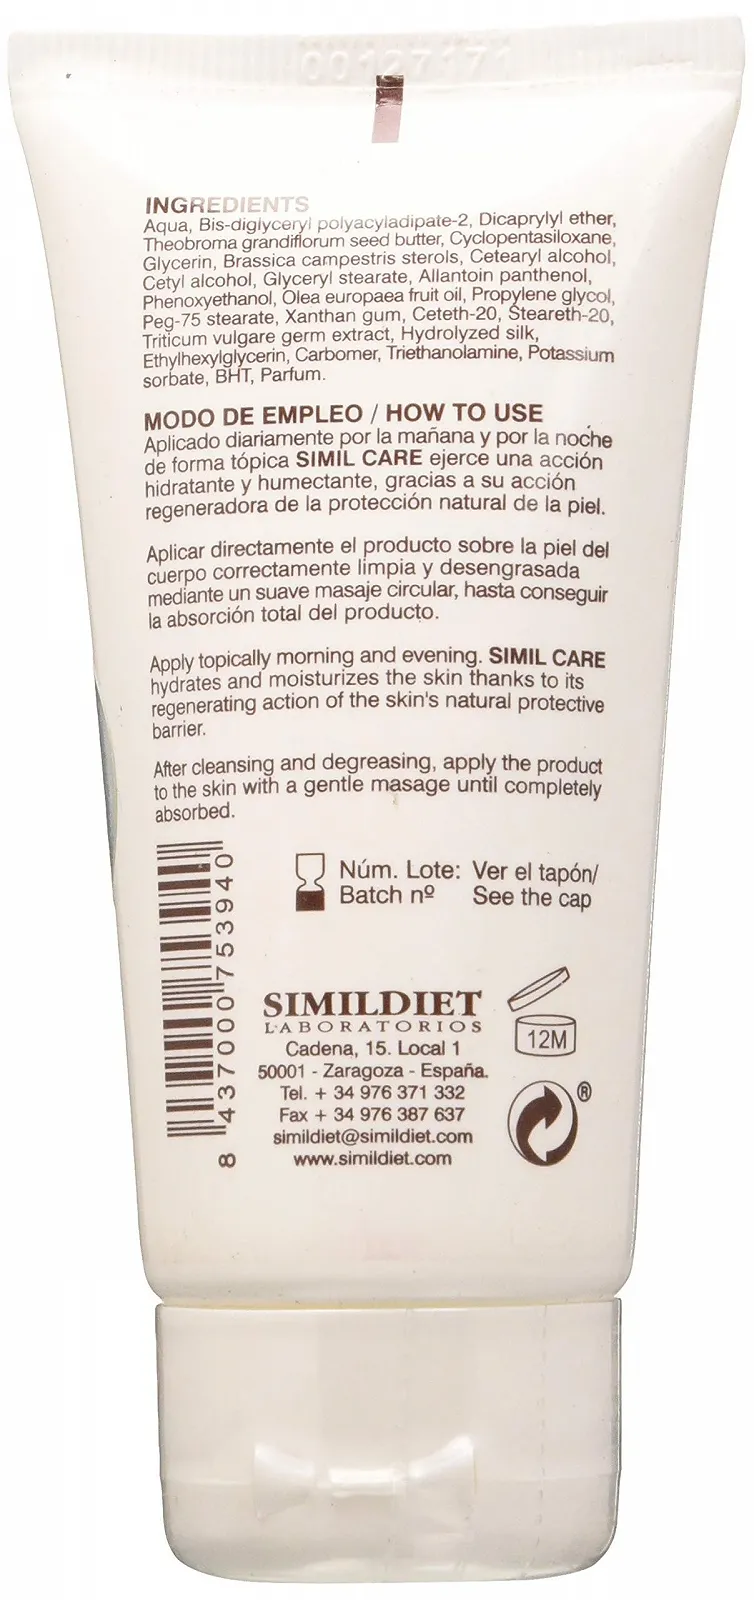 00127171
INGREDIENTS
Aqua, Bis-diglyceryl polyacyladipate-2, Dicaprylyl ether,
Theobroma grandiflorum seed butter, Cyclopentasiloxane,
Glycerin, Brassica campestris sterols, Cetearyl alcohol,
Cetyl alcohol, Glyceryl stearate, Allantoin panthenol,
Phenoxyethanol, Olea europaea fruit oil, Propylene glycol,
Peg-75 stearate, Xanthan gum, Ceteth-20, Steareth-20,
Triticum vulgare germ extract, Hydrolyzed silk,
Ethylhexylglycerin, Carbomer, Triethanolamine, Potassium
sorbate, BHT, Parfum.
MODO DE EMPLEO / HOW TO USE
Aplicado diariamente por la mañana y por la noche
de forma tópica SIMIL CARE ejerce una acción
hidratante y humectante, gracias a su acción
regeneradora de la protección natural de la piel.
Aplicar directamente el producto sobre la piel del
cuerpo correctamente limpia y desengrasada
mediante un suave masaje circular, hasta conseguir
la absorción total del producto.
Apply topically morning and evening. SIMIL CARE
hydrates and moisturizes the skin thanks to its
regenerating action of the skin's natural protective
barrier.
After cleansing and degreasing, apply the product
to the skin with a gentle masage until completely
absorbed.
Núm. Lote: Ver el tapón/
Batch nº See the cap
8 437000 753940
SIMILDIET
LABORATORIOS
Cadena, 15. Local 1
50001 - Zaragoza - España.
Tel. + 34 976 371 332
Fax + 34 976 387 637
simildiet@simildiet.com
www.simildiet.com
12M
®